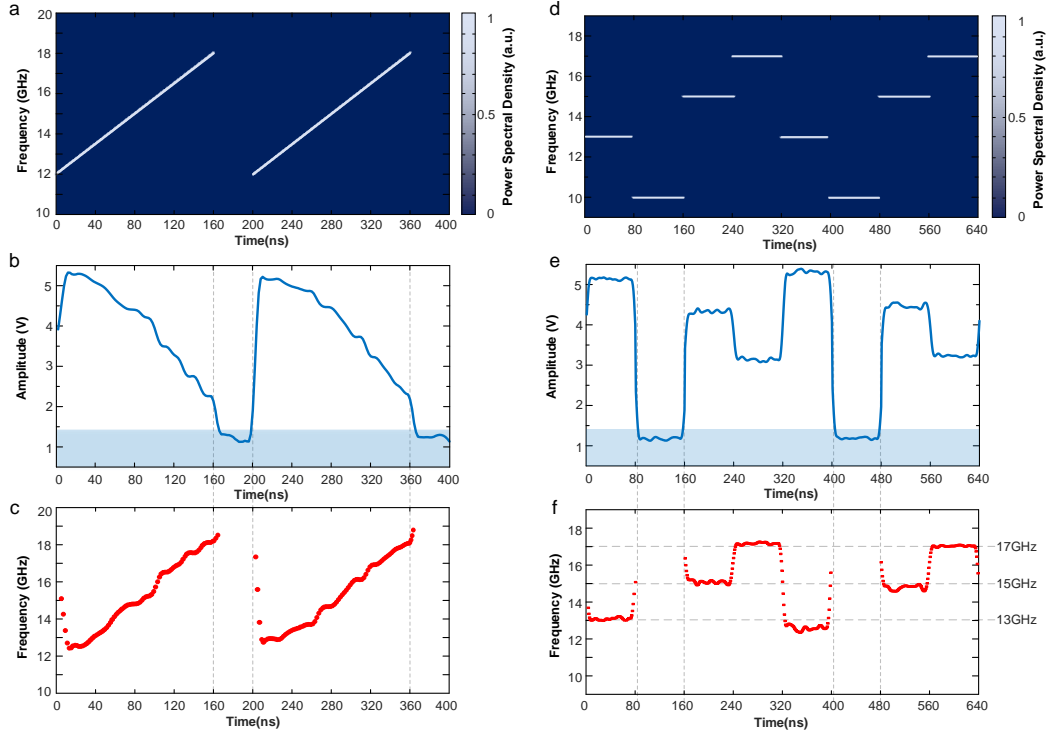 a
20
18
16
14
12
10
Frequency (GHz)
0 40 80 120 160 200 240 280 320 360 400
Time(ns)
1
0.5
0
Power Spectral Density (a.u.)
b
5
4
3
2
1
Amplitude (V)
0 40 80 120 160 200 240 280 320 360 400
Time(ns)
c
20
18
16
14
12
10
Frequency (GHz)
0 40 80 120 160 200 240 280 320 360 400
Time(ns)
d
18
16
14
12
10
Frequency (GHz)
0 80 160 240 320 400 480 560 640
Time(ns)
1
0.5
0
Power Spectral Density (a.u.)
e
5
4
3
2
1
Amplitude (V)
0 80 160 240 320 400 480 560 640
Time(ns)
f
18
16
14
12
10
Frequency (GHz)
17GHz
15GHz
13GHz
0 80 160 240 320 400 480 560 640
Time(ns)